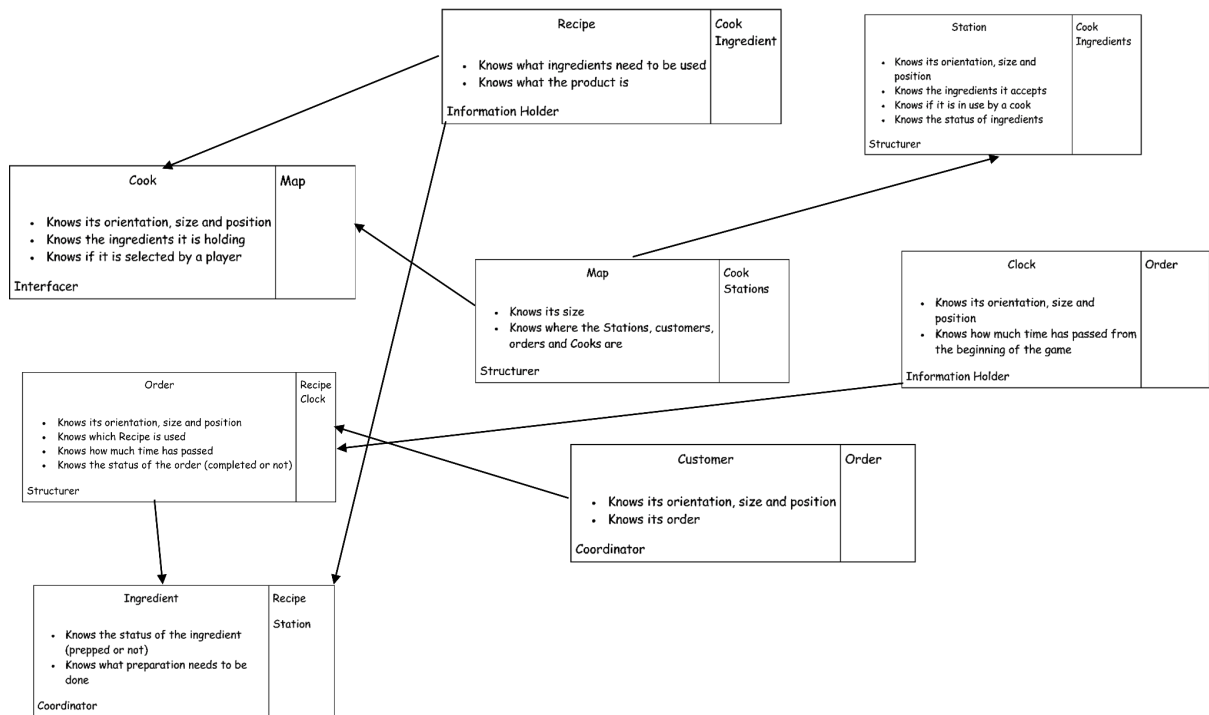 Recipe
• Knows what ingredients need to be used
• Knows what the product is
Information Holder
Cook
Ingredient
Station
• Knows its orientation, size and
position
• Knows the ingredients it accepts
• Knows if it is in use by a cook
• Knows the status of ingredients
Structurer
Cook
Ingredients
Cook
• Knows its orientation, size and position
• Knows the ingredients it is holding
• Knows if it is selected by a player
Interfacer
Map
Map
• Knows its size
• Knows where the Stations, customers,
orders and Cooks are
Structurer
Cook
Stations
Clock
• Knows its orientation, size and
position
• Knows how much time has passed from
the beginning of the game
Information Holder
Order
Order
• Knows its orientation, size and position
• Knows which Recipe is used
• Knows how much time has passed
• Knows the status of the order (completed or not)
Structurer
Recipe
Clock
Customer
• Knows its orientation, size and position
• Knows its order
Coordinator
Order
Ingredient
• Knows the status of the ingredient
(prepped or not)
• Knows what preparation needs to be
done
Coordinator
Recipe
Station